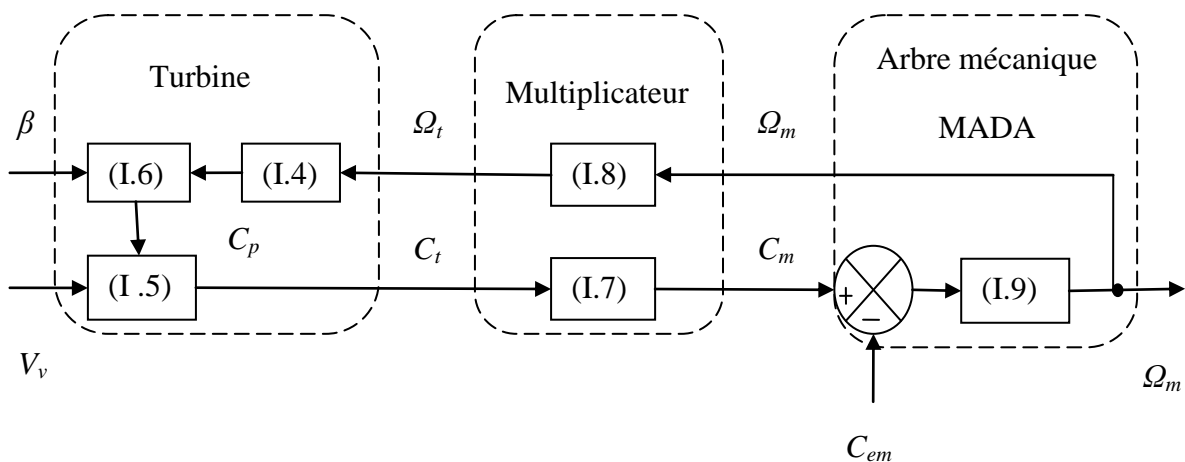 Turbine
Multiplicateur
Arbre mécanique
MADA
β
Ω_t
Ω_m
(I.6)
(I.4)
(I.8)
C_p
C_t
C_m
(I .5)
(I.7)
+
−
(I.9)
V_v
Ω_m
C_em